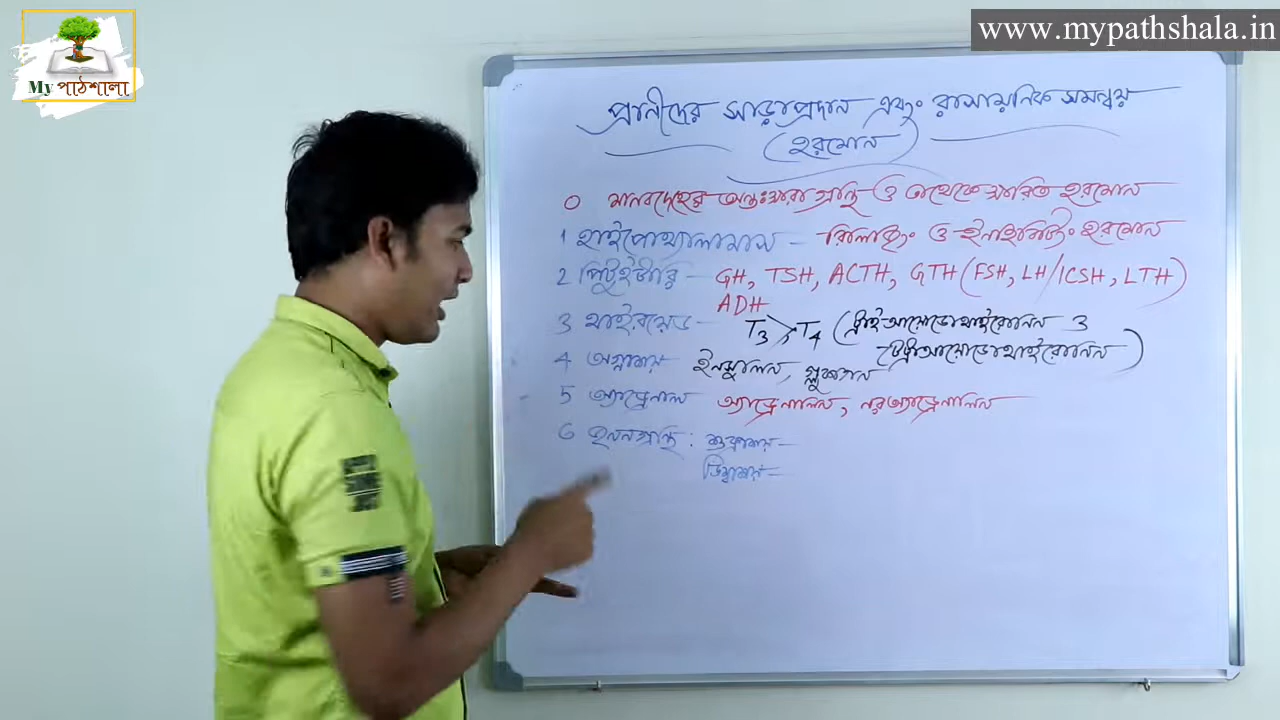 www.mypathshala.in
My পাঠশালা
প্রানীদের সাড়াপ্রদান এবং রাসায়নিক সমন্বয়
(হরমোন)
০ মানবদেহের অন্তঃক্ষরা গ্রন্থি ও তা থেকে ক্ষরিত হরমোন
1 হাইপোথ্যালামাস – রিলিজিং ও ইনহিবিটিং হরমোন
2 পিটুইটারি – GH, TSH, ACTH, GTH (FSH, LH/ICSH, LTH)
ADH
3 থাইরয়েড – T3 > T4 (ট্রাই আয়োডোথাইরোনিন ও
টেট্রা আয়োডোথাইরোনিন)
4 অগ্নাশয় ইনসুলিন, গ্লুকাগন
5 অ্যাড্রেনাল অ্যাড্রেনালিন, নরঅ্যাড্রেনালিন
6 জননগ্রন্থি : শুক্রাশয় –
ডিম্বাশয় –